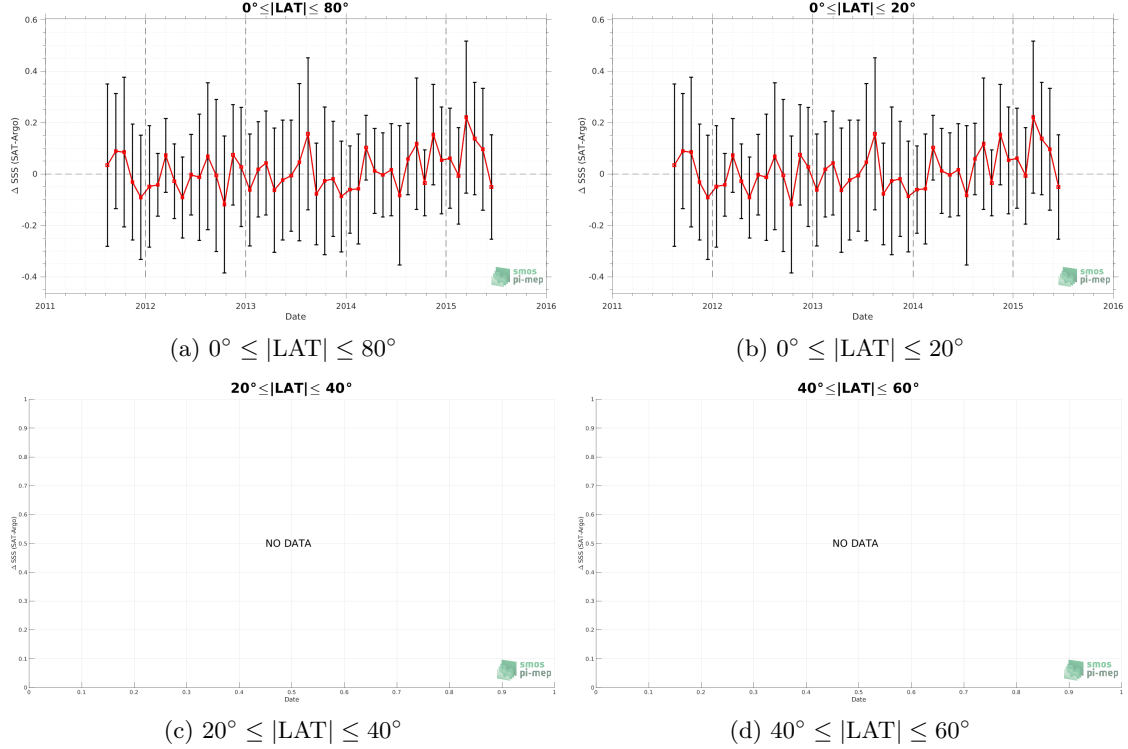 0°≤|LAT|≤ 80°
Δ SSS (SAT-Argo)
0.6
0.4
0.2
0
-0.2
-0.4
2011
2012
2013
2014
2015
2016
Date
smos
pi-mep
(a) 0° ≤ |LAT| ≤ 80°
0°≤|LAT|≤ 20°
Δ SSS (SAT-Argo)
0.6
0.4
0.2
0
-0.2
-0.4
2011
2012
2013
2014
2015
2016
Date
smos
pi-mep
(b) 0° ≤ |LAT| ≤ 20°
20°≤|LAT|≤ 40°
Δ SSS (SAT-Argo)
1
0.9
0.8
0.7
0.6
0.5
0.4
0.3
0.2
0.1
0
NO DATA
0
0.1
0.2
0.3
0.4
0.5
0.6
0.7
0.8
0.9
1
Date
smos
pi-mep
(c) 20° ≤ |LAT| ≤ 40°
40°≤|LAT|≤ 60°
Δ SSS (SAT-Argo)
1
0.9
0.8
0.7
0.6
0.5
0.4
0.3
0.2
0.1
0
NO DATA
0
0.1
0.2
0.3
0.4
0.5
0.6
0.7
0.8
0.9
1
Date
smos
pi-mep
(d) 40° ≤ |LAT| ≤ 60°